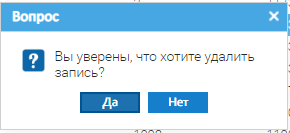 Вопрос
Вы уверены, что хотите удалить
запись?
Да
Нет